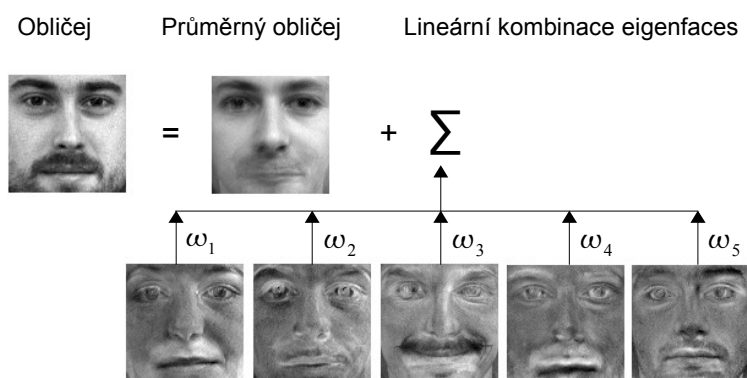 Obličej Průměrný obličej Lineární kombinace eigenfaces
= + ∑
ω1 ω2 ω3 ω4 ω5